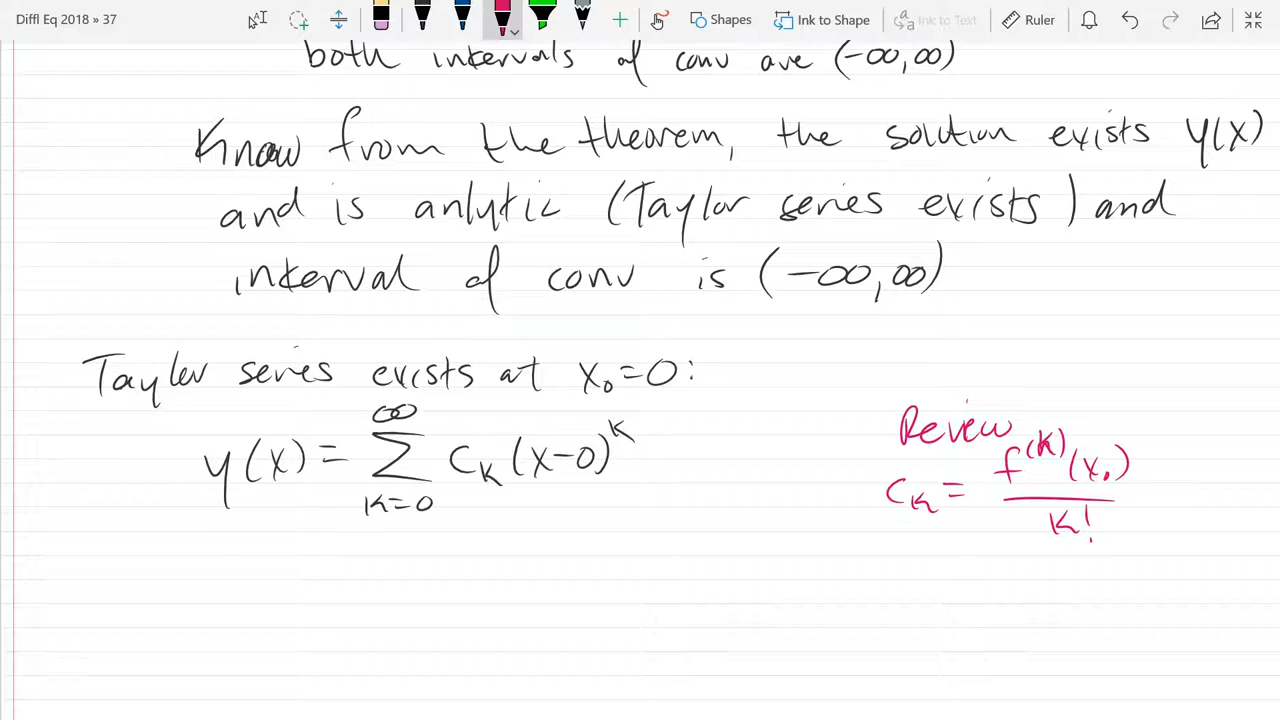 Diffl Eq 2018 » 37
Shapes
Ink to Shape
Ink to Text
Ruler
both intervals of conv are (-∞,∞)
Know from the theorem, the solution exists y(x)
and is anlytic (Taylor series exists) and
interval of conv is (-∞,∞)
Tayler series exists at x₀=0:
y(x) = ∑_{k=0}^{∞} c_k (x-0)^k
Review
c_k = f^{(k)}(x₀) / k!